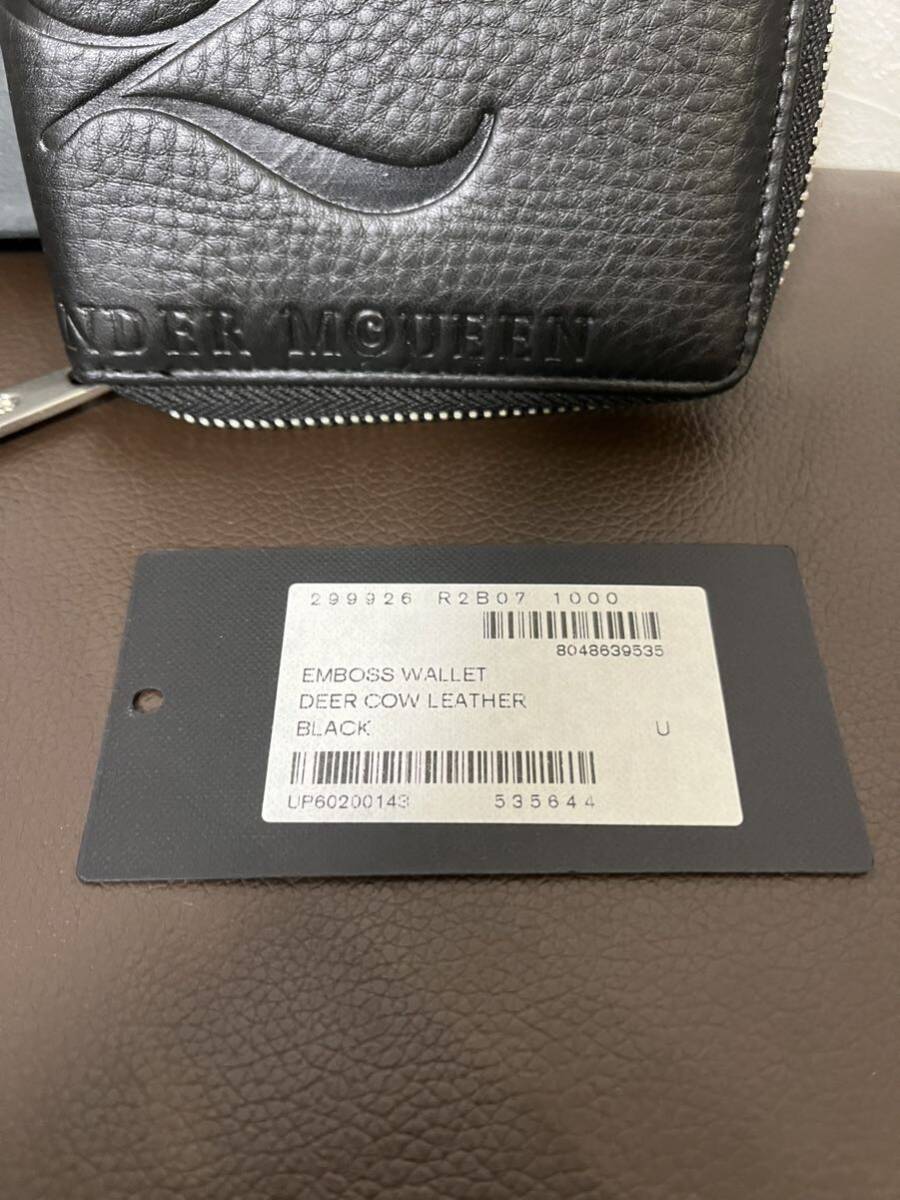 NDER MCQUEEN
299926 R2B07 1000
8048639535
EMBOSS WALLET
DEER COW LEATHER
BLACK U
UP60200143 535644